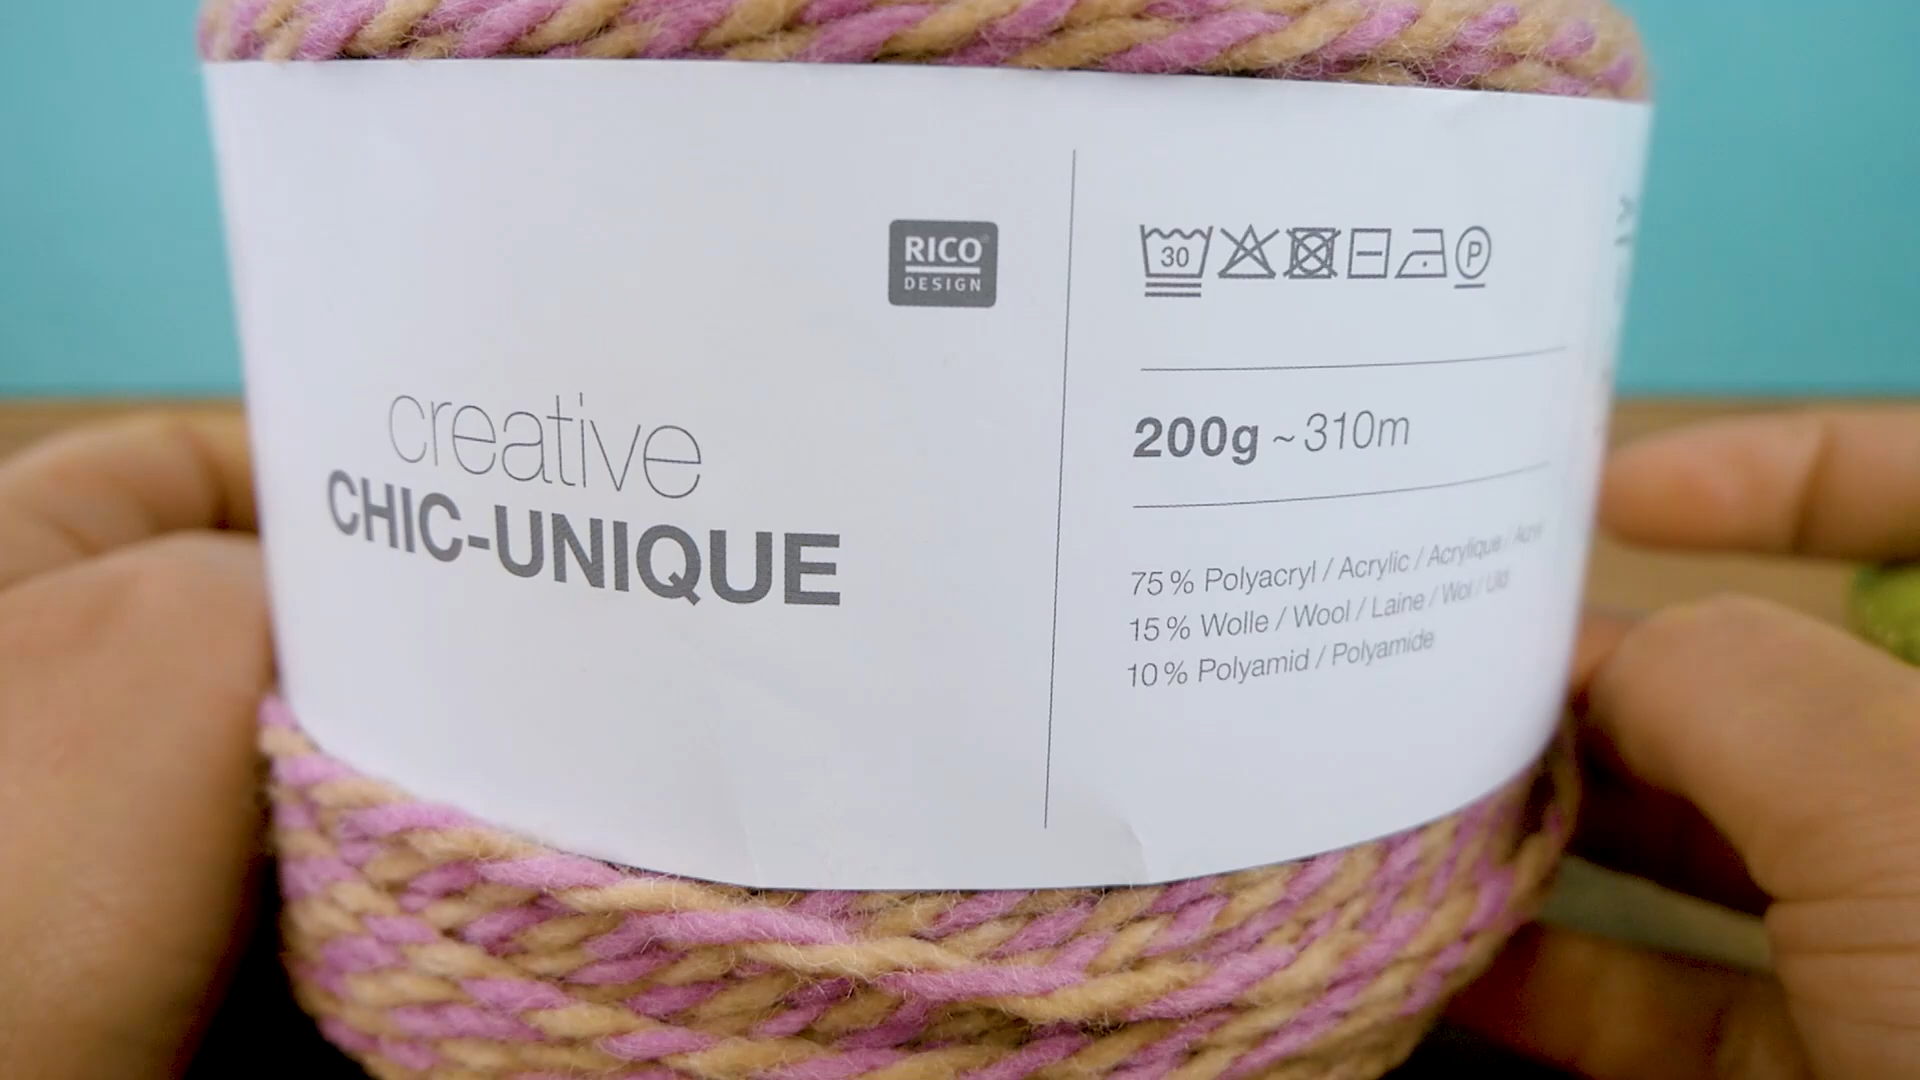 RICO
DESIGN
creative
CHIC-UNIQUE
30
P
200g ~ 310m
75 % Polyacryl / Acrylic / Acrylique /
15 % Wolle / Wool / Laine / Wol / Uld
10 % Polyamid / Polyamide